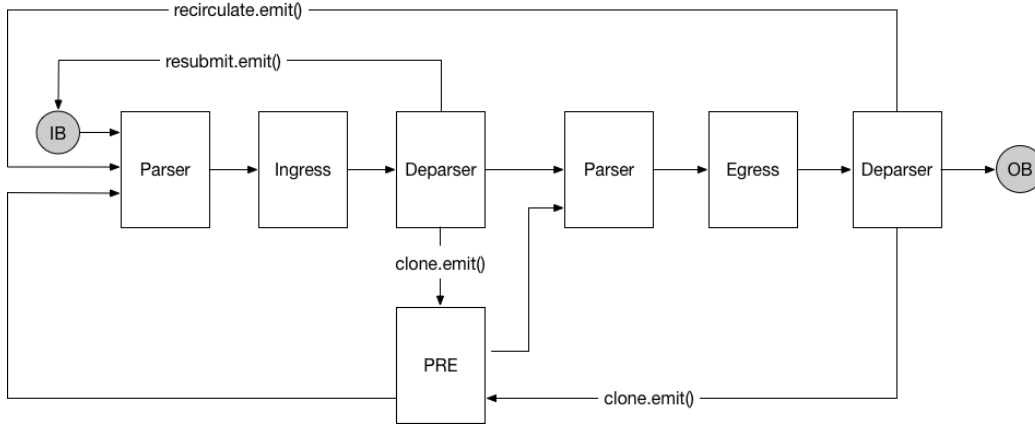 recirculate.emit()
resubmit.emit()
IB
Parser
Ingress
Deparser
Parser
Egress
Deparser
OB
clone.emit()
PRE
clone.emit()